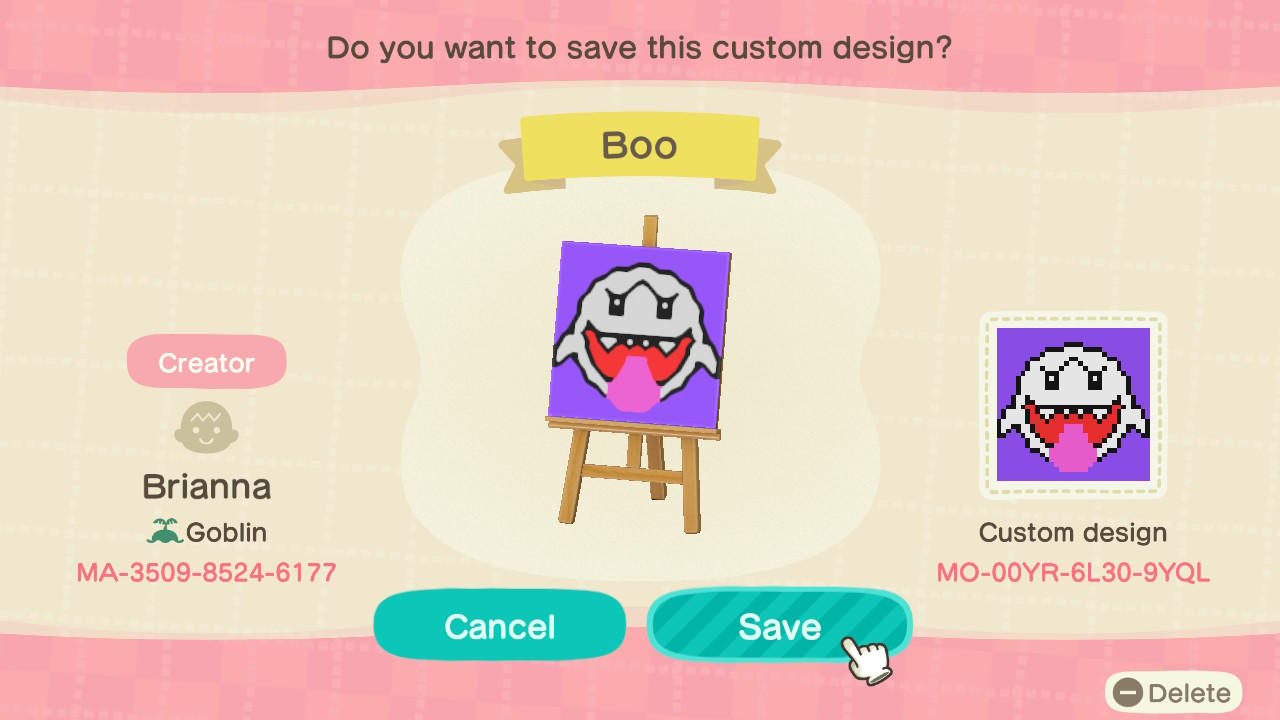 Do you want to save this custom design?
Boo
Creator
Brianna
Goblin
MA-3509-8524-6177
Custom design
MO-00YR-6L30-9YQL
Cancel
Save
Delete